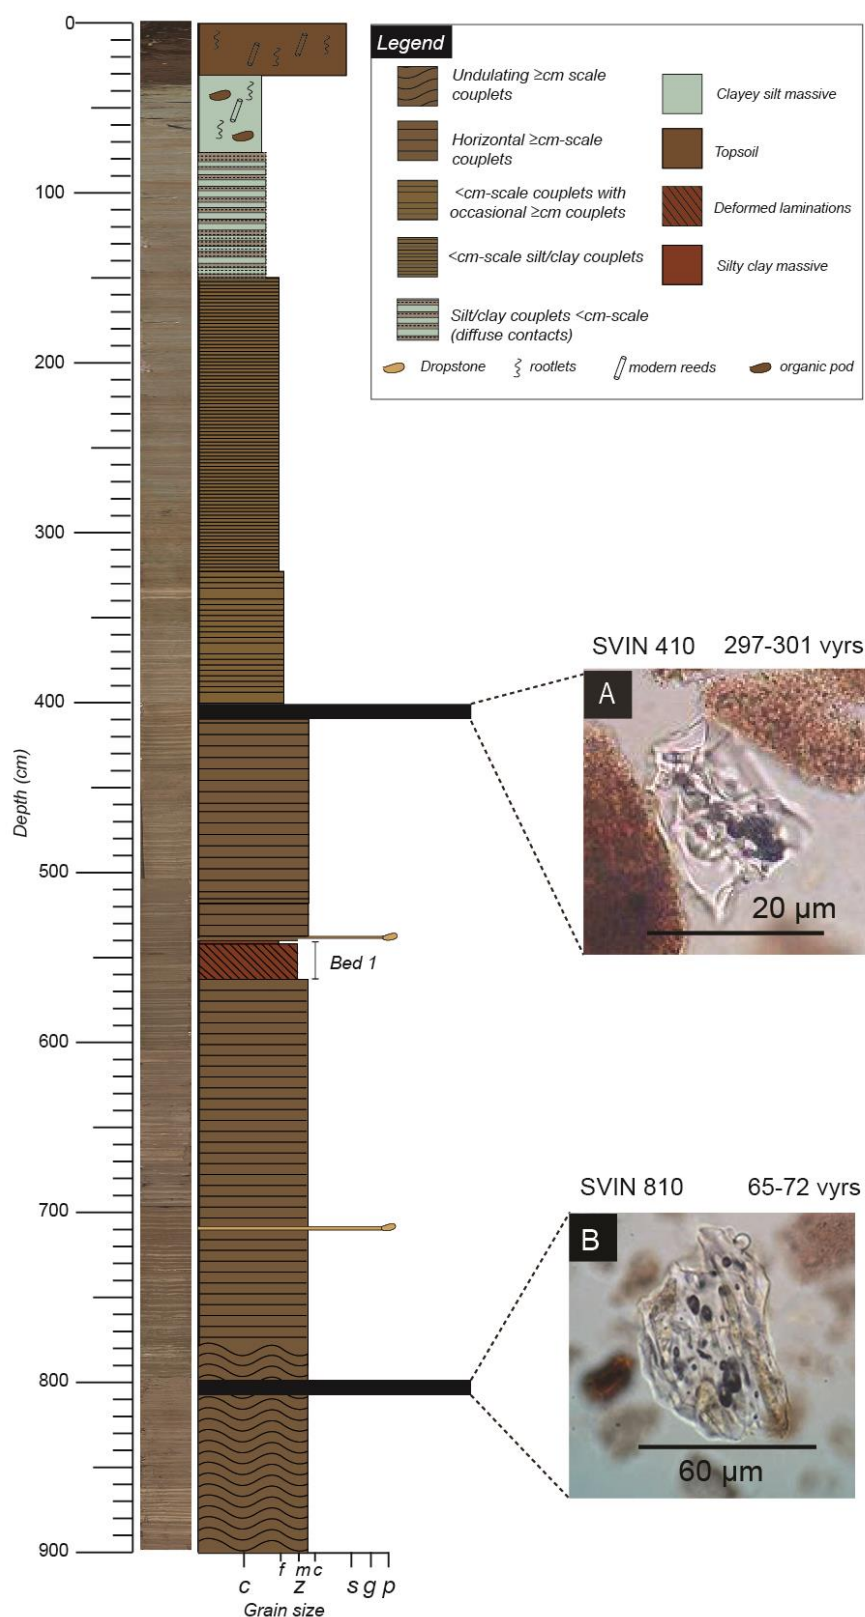 Legend
Undulating ≥cm scale
couplets
Horizontal ≥cm-scale
couplets
<cm-scale couplets with
occasional ≥cm couplets
<cm-scale silt/clay couplets
Silt/clay couplets <cm-scale
(diffuse contacts)
Clayey silt massive
Topsoil
Deformed laminations
Silty clay massive
Dropstone
rootlets
modern reeds
organic pod
0
100
200
300
400
500
600
700
800
900
Depth (cm)
SVIN 410 297-301 vyrs
A
20 µm
Bed 1
SVIN 810 65-72 vyrs
B
60 µm
f m c
c z s g p
Grain size